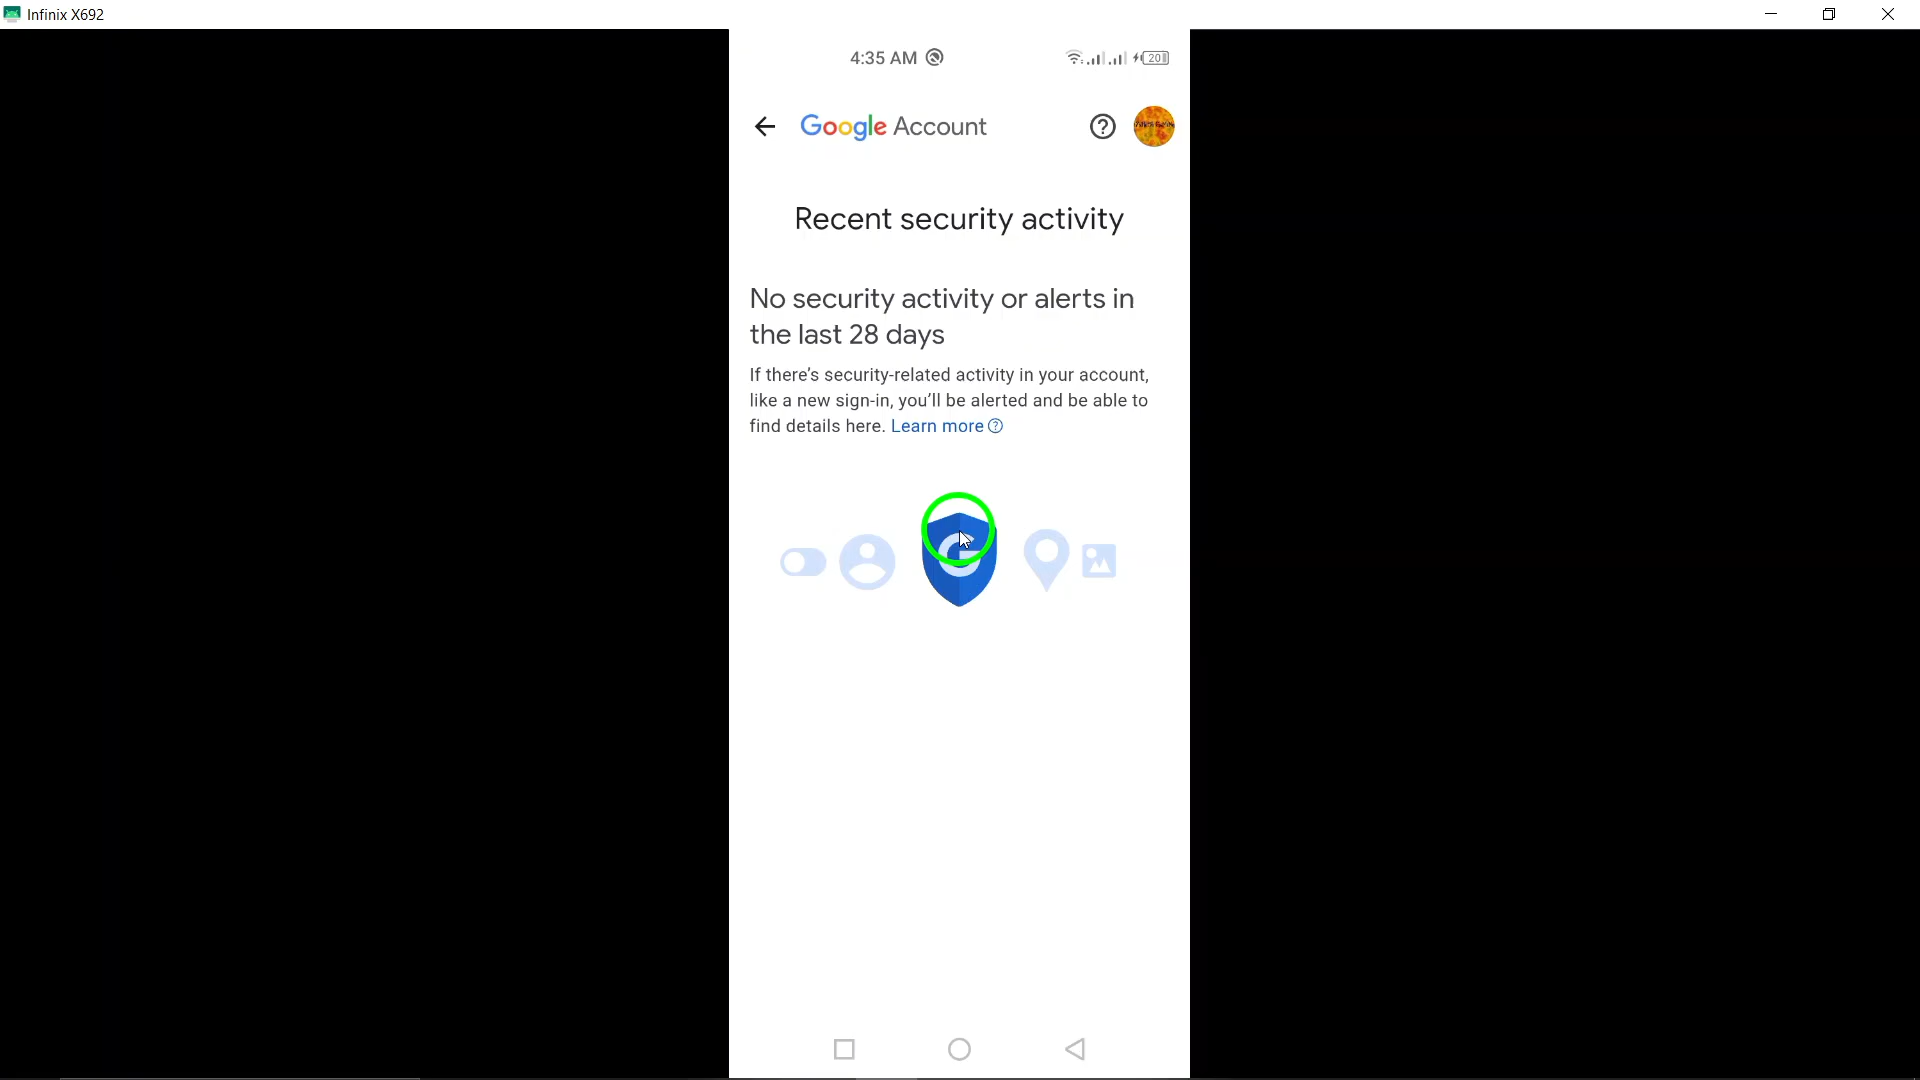 Infinix X692
4:35 AM
20
Google Account
Recent security activity
No security activity or alerts in
the last 28 days
If there's security-related activity in your account,
like a new sign-in, you'll be alerted and be able to
find details here. Learn more